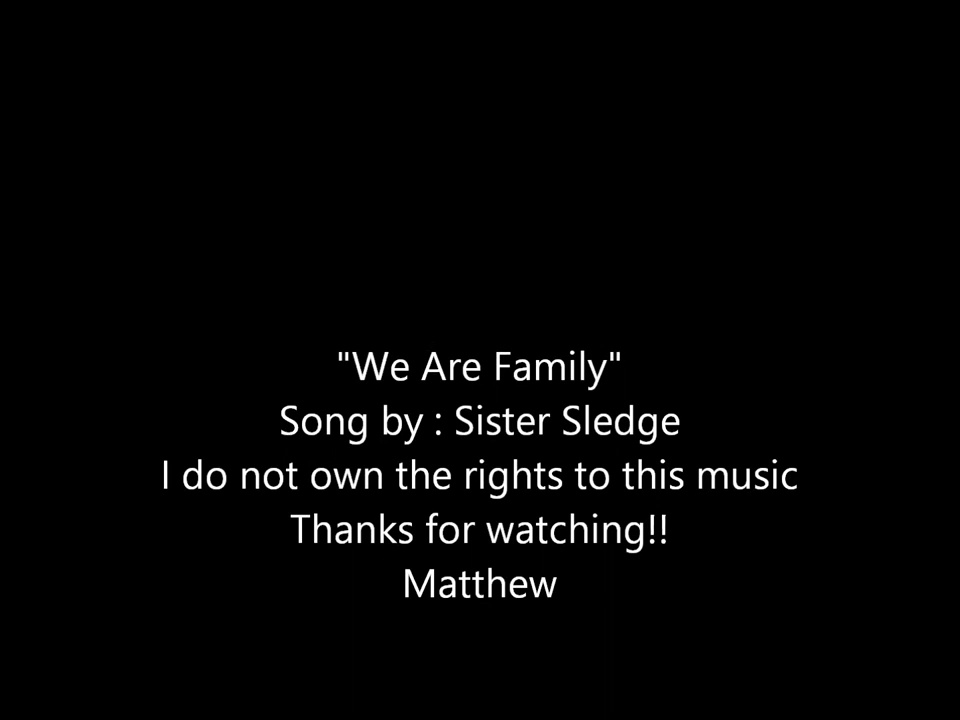 "We Are Family"
Song by : Sister Sledge
I do not own the rights to this music
Thanks for watching!!
Matthew